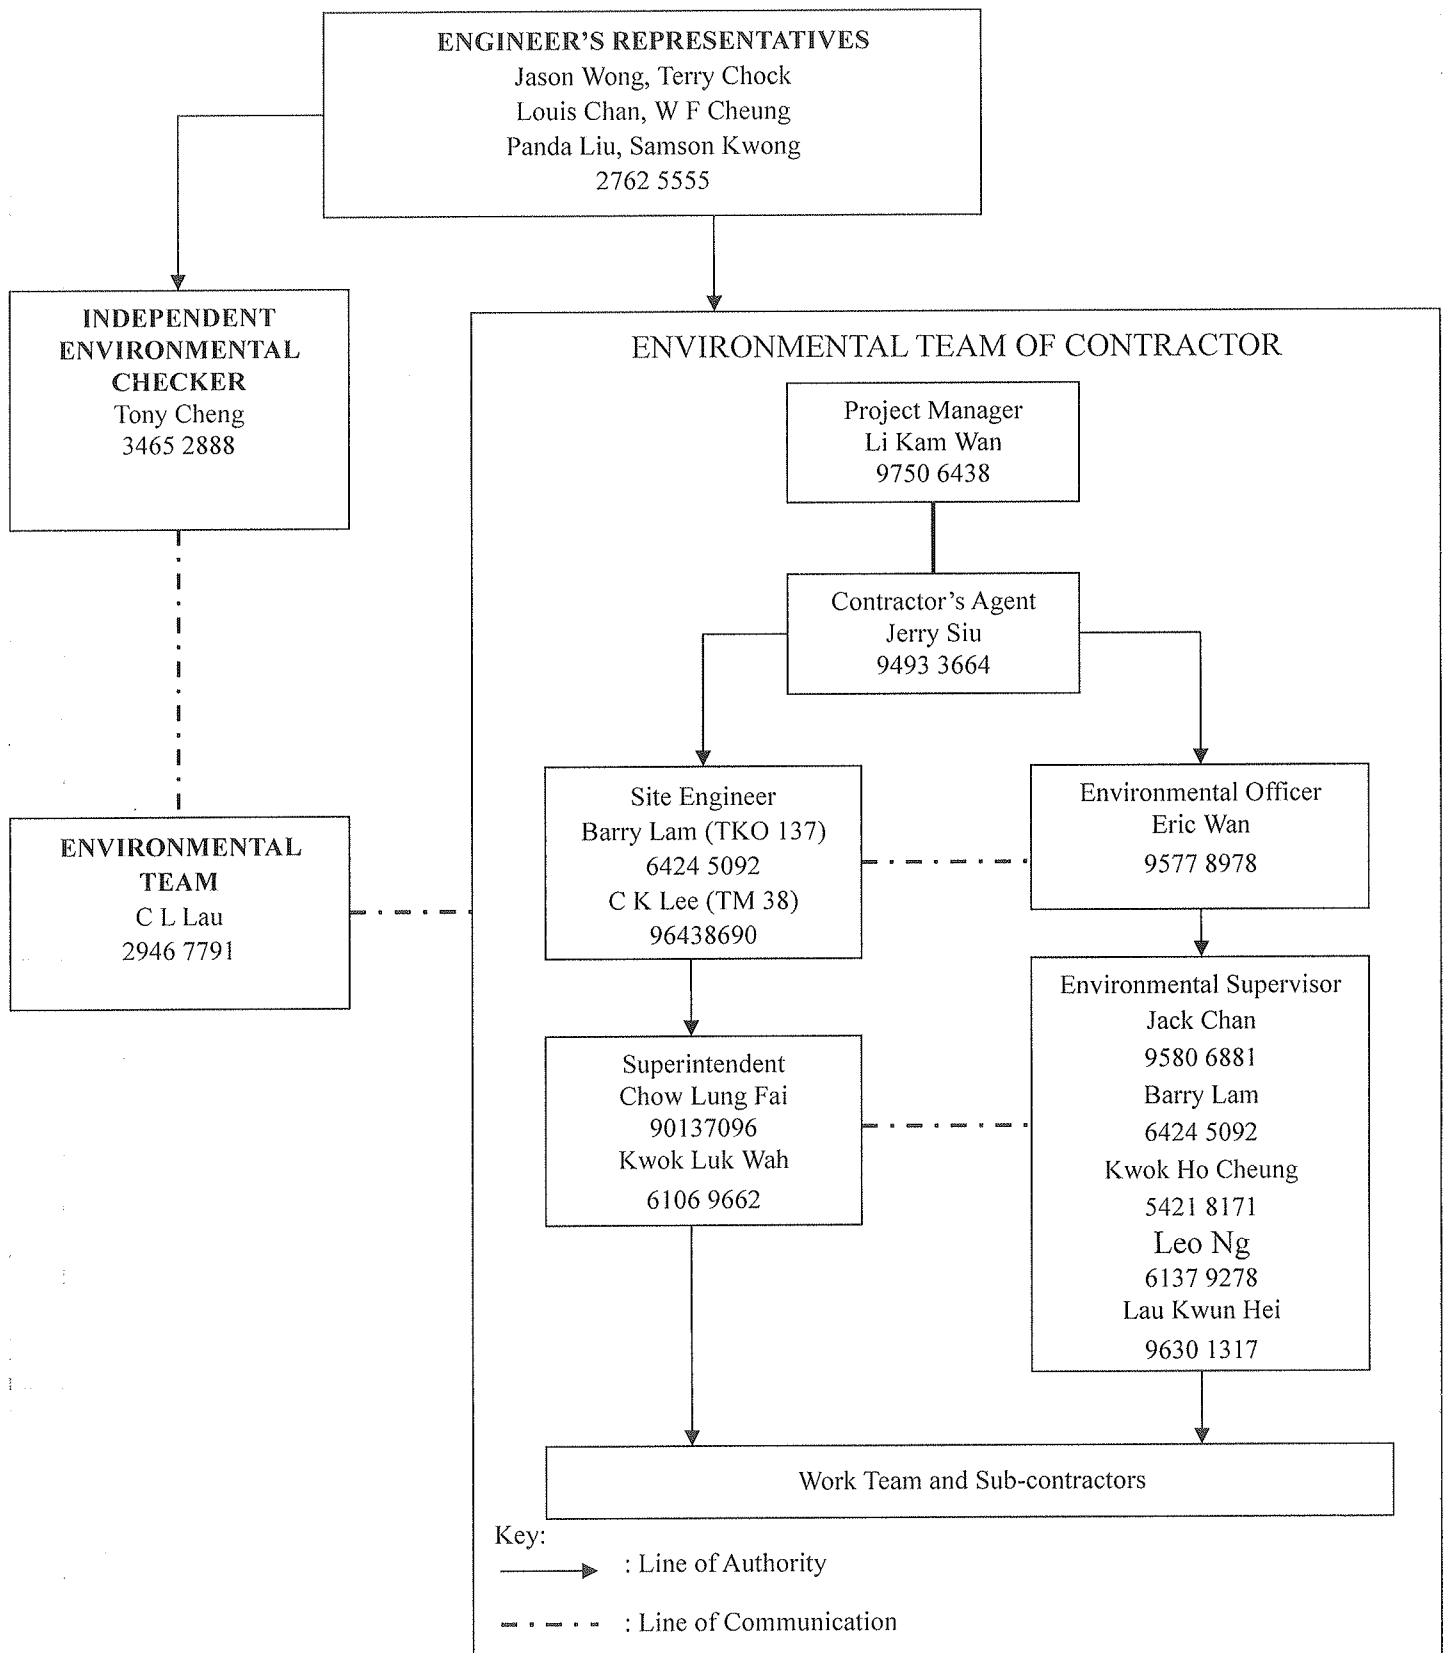 ENGINEER'S REPRESENTATIVES
Jason Wong, Terry Chock
Louis Chan, W F Cheung
Panda Liu, Samson Kwong
2762 5555
INDEPENDENT
ENVIRONMENTAL
CHECKER
Tony Cheng
3465 2888
ENVIRONMENTAL
TEAM
C L Lau
2946 7791
ENVIRONMENTAL TEAM OF CONTRACTOR
Project Manager
Li Kam Wan
9750 6438
Contractor's Agent
Jerry Siu
9493 3664
Site Engineer
Barry Lam (TKO 137)
6424 5092
C K Lee (TM 38)
96438690
Environmental Officer
Eric Wan
9577 8978
Superintendent
Chow Lung Fai
90137096
Kwok Luk Wah
6106 9662
Environmental Supervisor
Jack Chan
9580 6881
Barry Lam
6424 5092
Kwok Ho Cheung
5421 8171
Leo Ng
6137 9278
Lau Kwun Hei
9630 1317
Work Team and Sub-contractors
Key:
: Line of Authority
: Line of Communication